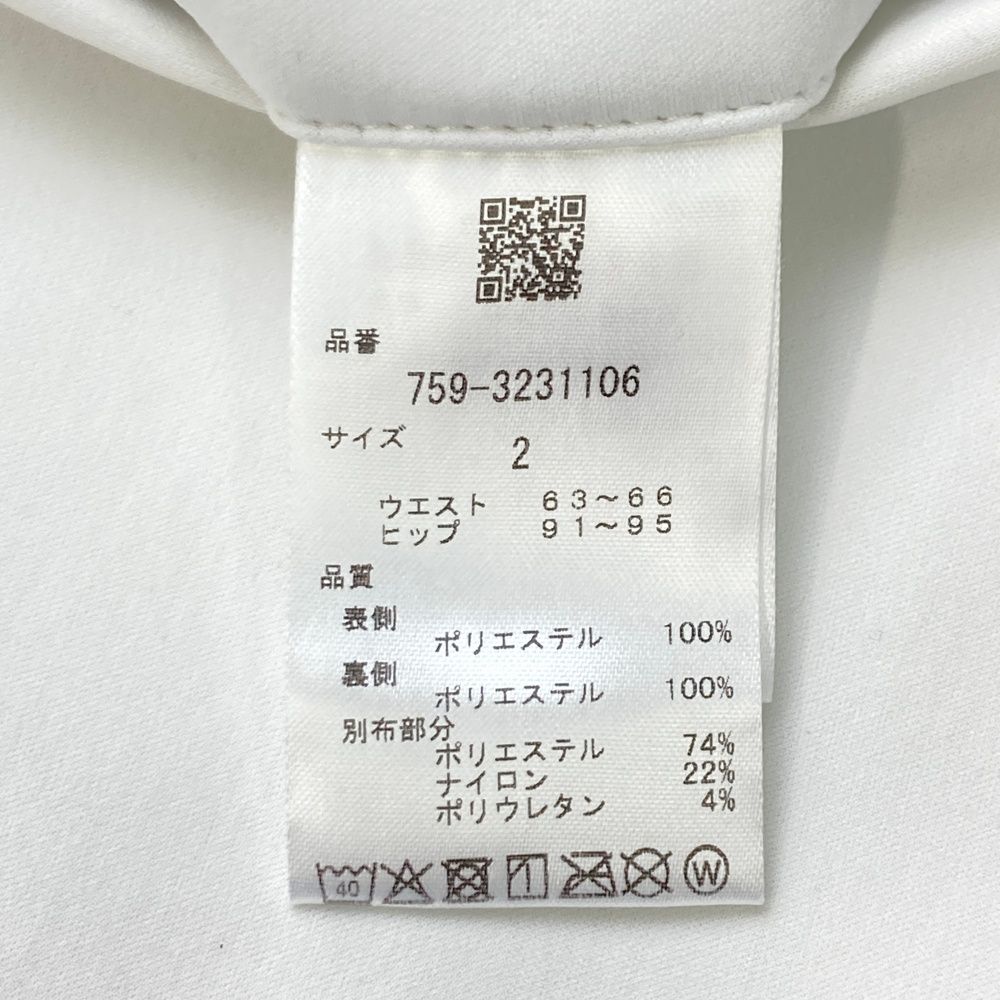 品番
759-3231106
サイズ
2
ウエスト 63～66
ヒップ 91～95
品質
表側
ポリエステル 100%
裏側
ポリエステル 100%
別布部分
ポリエステル 74%
ナイロン 22%
ポリウレタン 4%
40 W